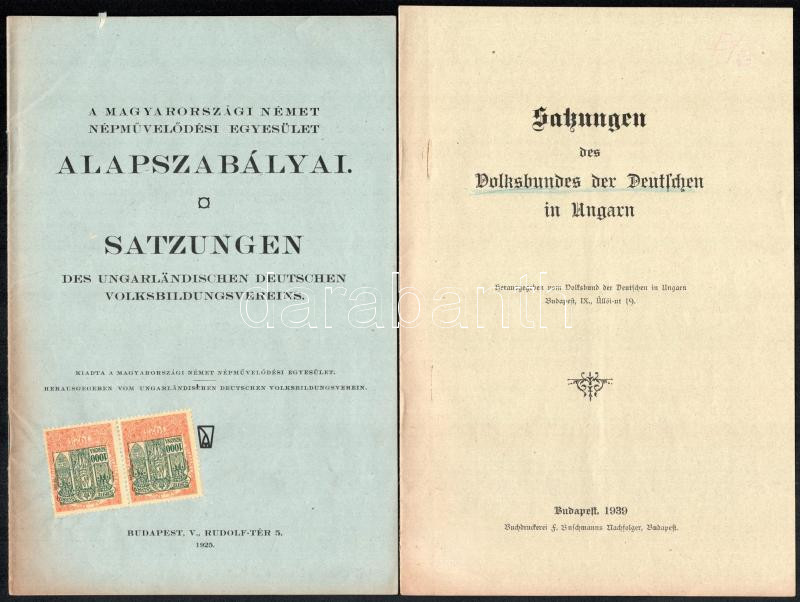 A MAGYARORSZÁGI NÉMET
NÉPMŰVELŐDÉSI EGYESÜLET
ALAPSZABÁLYAI.
¤
SATZUNGEN
DES UNGARLÄNDISCHEN DEUTSCHEN
VOLKSBILDUNGSVEREINS.
KIADTA A MAGYARORSZÁGI NÉMET NÉPMŰVELŐDÉSI EGYESÜLET.
HERAUSGEGEBEN VOM UNGARLÄNDISCHEN DEUTSCHEN VOLKSBILDUNGSVEREIN.
1000 1000
BUDAPEST, V., RUDOLF-TÉR 5.
1925.
Satzungen
des
Volksbundes der Deutschen
in Ungarn
Herausgegeben vom Volksbund der Deutschen in Ungarn
Budapest, IX., Üllői-ut 19.
Budapest, 1939
Buchdruckerei F. Buschmanns Nachfolger, Budapest.
darabanth